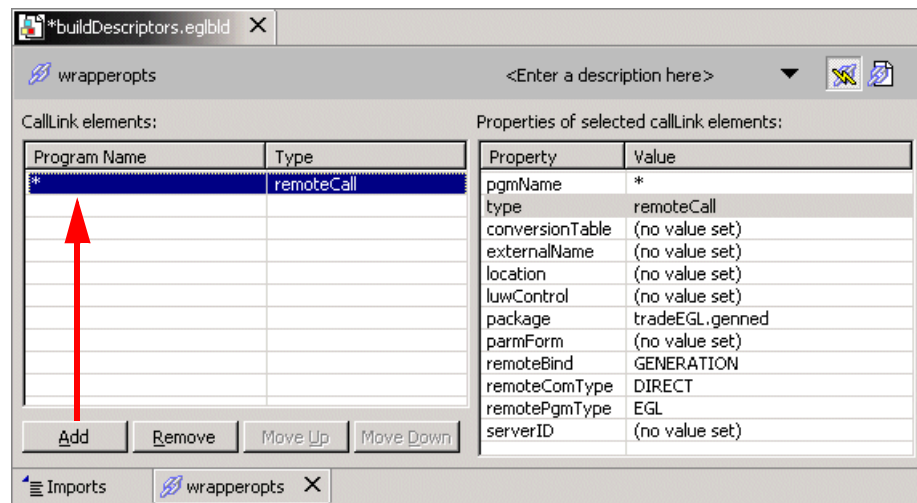 *buildDescriptors.eglbld
wrapperopts <Enter a description here>
CallLink elements:
Program Name Type
* remoteCall
Add Remove Move Up Move Down
Properties of selected callLink elements:
Property Value
pgmName *
type remoteCall
conversionTable (no value set)
externalName (no value set)
location (no value set)
luwControl (no value set)
package tradeEGL.genned
parmForm (no value set)
remoteBind GENERATION
remoteComType DIRECT
remotePgmType EGL
serverID (no value set)
Imports wrapperopts